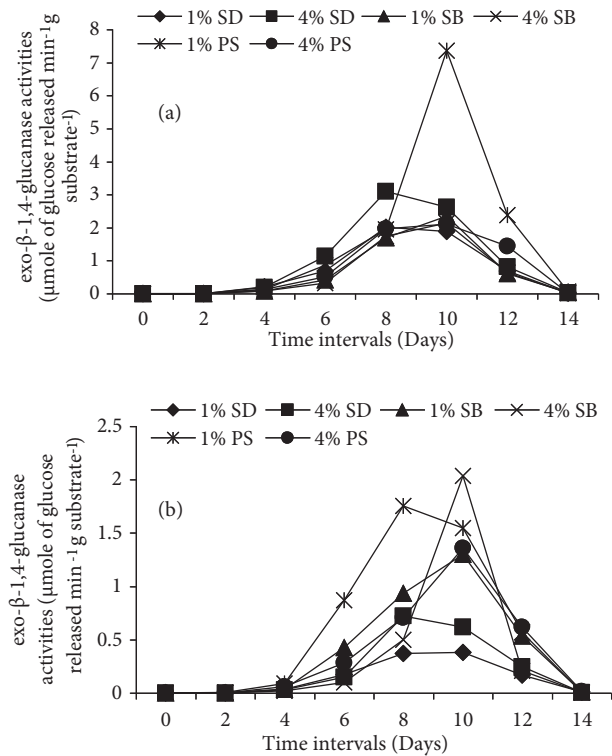 1% SD 4% SD 1% SB 4% SB
1% PS 4% PS
8
7
6
5
4
3
2
1
0
(a)
exo-β-1,4-glucanase activities
(µmole of glucose released min-1g
substrate-1)
0 2 4 6 8 10 12 14
Time intervals (Days)
1% SD 4% SD 1% SB 4% SB
1% PS 4% PS
2.5
2
1.5
1
0.5
0
(b)
exo-β-1,4-glucanase
activities (µmole of glucose
released min-1g substrate-1)
0 2 4 6 8 10 12 14
Time intervals (Days)